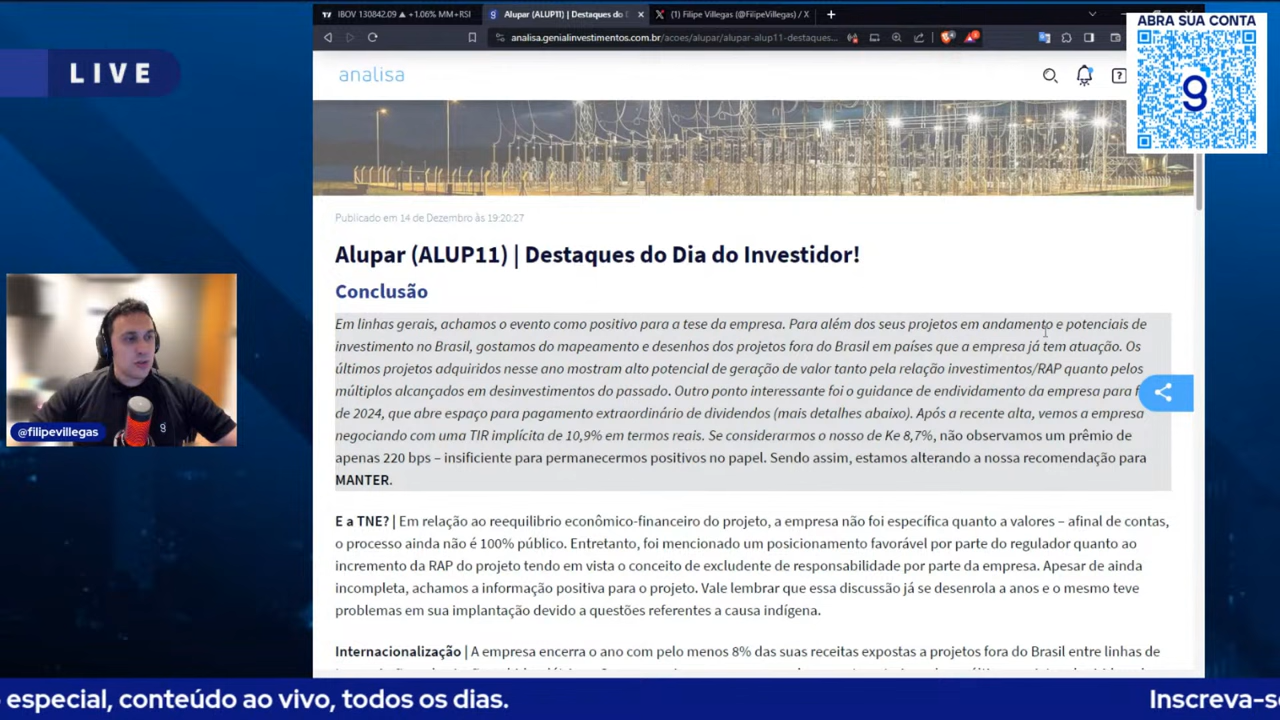 IBOV 130842.09 ▲ +1.06% MM+RSI
Alupar (ALUP11) | Destaques do
(1) Filipe Villegas (@FilipeVillegas) / X
ABRA SUA CONTA
analisa.genialinvestimentos.com.br/acoes/alupar/alupar-alup11-destaques...
LIVE
analisa
Publicado em 14 de Dezembro às 19:20:27
Alupar (ALUP11) | Destaques do Dia do Investidor!
Conclusão
Em linhas gerais, achamos o evento como positivo para a tese da empresa. Para além dos seus projetos em andamento e potenciais de
investimento no Brasil, gostamos do mapeamento e desenhos dos projetos fora do Brasil em países que a empresa já tem atuação. Os
últimos projetos adquiridos nesse ano mostram alto potencial de geração de valor tanto pela relação investimentos/RAP quanto pelos
múltiplos alcançados em desinvestimentos do passado. Outro ponto interessante foi o guidance de endividamento da empresa para
de 2024, que abre espaço para pagamento extraordinário de dividendos (mais detalhes abaixo). Após a recente alta, vemos a empresa
negociando com uma TIR implícita de 10,9% em termos reais. Se considerarmos o nosso de Ke 8,7%, não observamos um prêmio de
apenas 220 bps – insificiente para permanecermos positivos no papel. Sendo assim, estamos alterando a nossa recomendação para
MANTER.
@filipevillegas
E a TNE? | Em relação ao reequilibrio econômico-financeiro do projeto, a empresa não foi específica quanto a valores – afinal de contas,
o processo ainda não é 100% público. Entretanto, foi mencionado um posicionamento favorável por parte do regulador quanto ao
incremento da RAP do projeto tendo em vista o conceito de excludente de responsabilidade por parte da empresa. Apesar de ainda
incompleta, achamos a informação positiva para o projeto. Vale lembrar que essa discussão já se desenrola a anos e o mesmo teve
problemas em sua implantação devido a questões referentes a causa indígena.
Internacionalização | A empresa encerra o ano com pelo menos 8% das suas receitas expostas a projetos fora do Brasil entre linhas de
especial, conteúdo ao vivo, todos os dias.
Inscreva-s